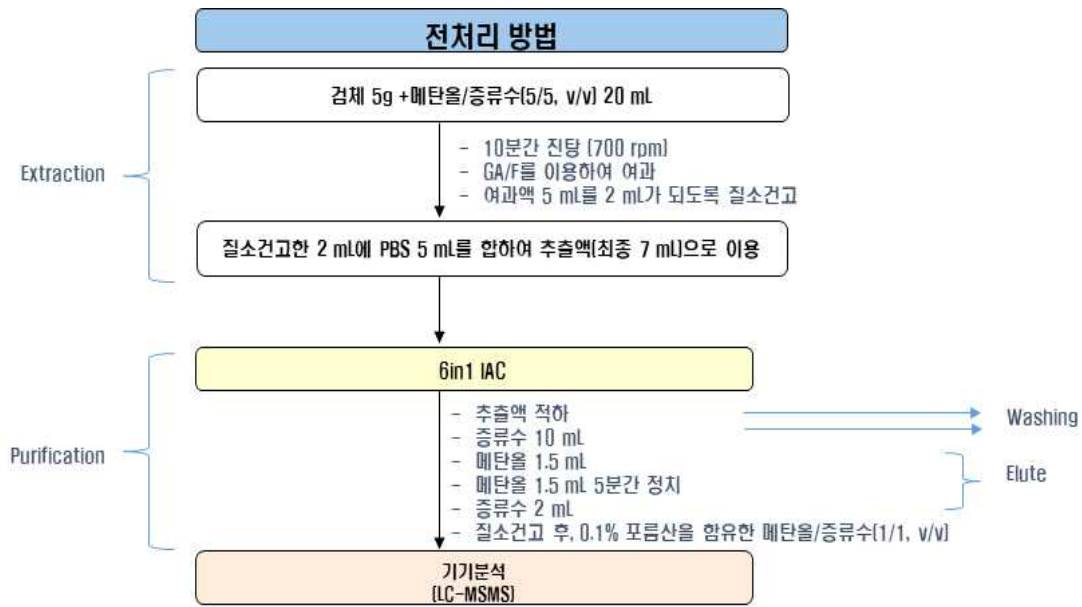 전처리 방법
검체 5g +메탄올/증류수(5/5, v/v) 20 mL
- 10분간 진탕 (700 rpm)
- GA/F를 이용하여 여과
- 여과액 5 mL를 2 mL가 되도록 질소건고
Extraction
질소건고한 2 mL에 PBS 5 mL를 합하여 추출액(최종 7 mL)으로 이용
6in1 IAC
- 추출액 적하
- 증류수 10 mL
Washing
- 메탄올 1.5 mL
- 메탄올 1.5 mL 5분간 정치
- 증류수 2 mL
Elute
- 질소건고 후, 0.1% 포름산을 함유한 메탄올/증류수(1/1, v/v)
Purification
기기분석
(LC-MSMS)